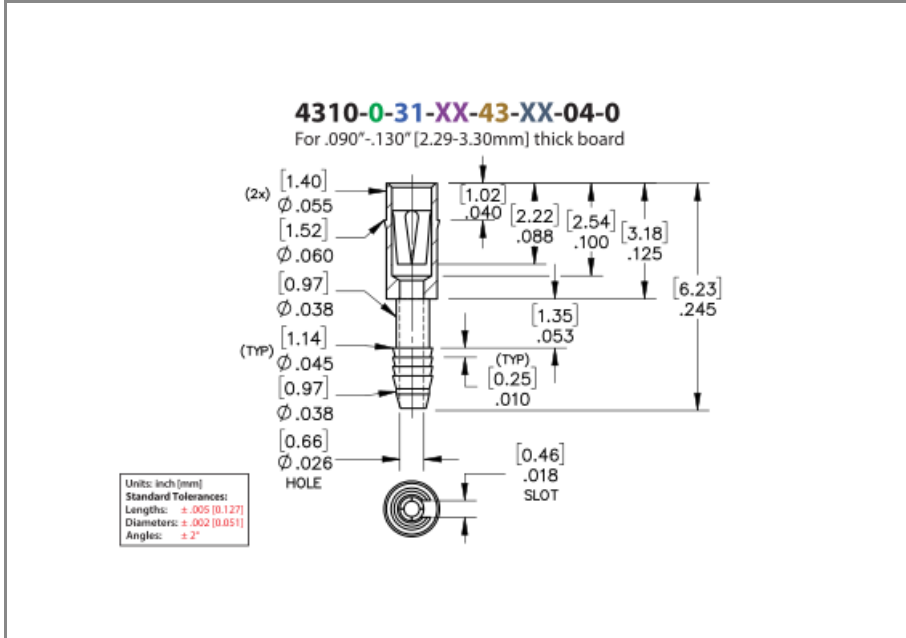 4310-0-31-XX-43-XX-04-0
For .090"-.130" [2.29-3.30mm] thick board
(2x) [1.40]
Ø.055
[1.52]
Ø.060
[0.97]
Ø.038
(TYP) [1.14]
Ø.045
[0.97]
Ø.038
[0.66]
Ø.026
HOLE
[1.02]
.040
[2.22]
.088
[2.54]
.100
[3.18]
.125
[6.23]
.245
[1.35]
.053
(TYP)
[0.25]
.010
[0.46]
.018
SLOT
Units: inch [mm]
Standard Tolerances:
Lengths: ±.005 [0.127]
Diameters: ±.002 [0.051]
Angles: ±2°